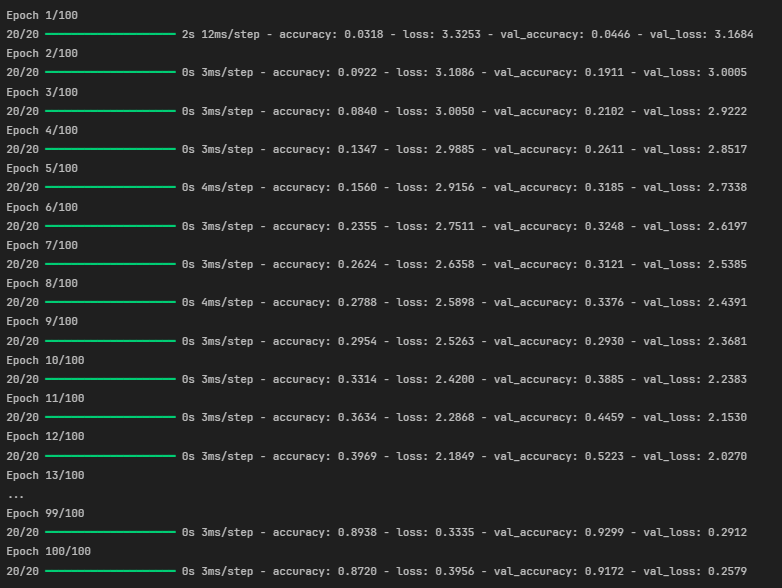 Epoch 1/100
20/20 2s 12ms/step - accuracy: 0.0318 - loss: 3.3253 - val_accuracy: 0.0446 - val_loss: 3.1684
Epoch 2/100
20/20 0s 3ms/step - accuracy: 0.0922 - loss: 3.1086 - val_accuracy: 0.1911 - val_loss: 3.0005
Epoch 3/100
20/20 0s 3ms/step - accuracy: 0.0840 - loss: 3.0050 - val_accuracy: 0.2102 - val_loss: 2.9222
Epoch 4/100
20/20 0s 3ms/step - accuracy: 0.1347 - loss: 2.9885 - val_accuracy: 0.2611 - val_loss: 2.8517
Epoch 5/100
20/20 0s 4ms/step - accuracy: 0.1560 - loss: 2.9156 - val_accuracy: 0.3185 - val_loss: 2.7338
Epoch 6/100
20/20 0s 3ms/step - accuracy: 0.2355 - loss: 2.7511 - val_accuracy: 0.3248 - val_loss: 2.6197
Epoch 7/100
20/20 0s 3ms/step - accuracy: 0.2624 - loss: 2.6358 - val_accuracy: 0.3121 - val_loss: 2.5385
Epoch 8/100
20/20 0s 4ms/step - accuracy: 0.2788 - loss: 2.5898 - val_accuracy: 0.3376 - val_loss: 2.4391
Epoch 9/100
20/20 0s 3ms/step - accuracy: 0.2954 - loss: 2.5263 - val_accuracy: 0.2930 - val_loss: 2.3681
Epoch 10/100
20/20 0s 3ms/step - accuracy: 0.3314 - loss: 2.4200 - val_accuracy: 0.3885 - val_loss: 2.2383
Epoch 11/100
20/20 0s 3ms/step - accuracy: 0.3634 - loss: 2.2868 - val_accuracy: 0.4459 - val_loss: 2.1530
Epoch 12/100
20/20 0s 3ms/step - accuracy: 0.3969 - loss: 2.1849 - val_accuracy: 0.5223 - val_loss: 2.0270
Epoch 13/100
...
Epoch 99/100
20/20 0s 3ms/step - accuracy: 0.8938 - loss: 0.3335 - val_accuracy: 0.9299 - val_loss: 0.2912
Epoch 100/100
20/20 0s 3ms/step - accuracy: 0.8720 - loss: 0.3956 - val_accuracy: 0.9172 - val_loss: 0.2579